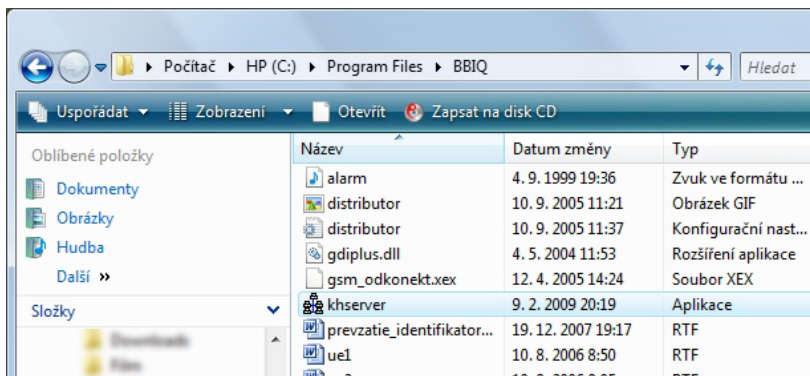 Počítač ▸ HP (C:) ▸ Program Files ▸ BBIQ
Hledat
Uspořádat Zobrazení Otevřít Zapsat na disk CD
Oblíbené položky
Dokumenty
Obrázky
Hudba
Další »
Složky
Název Datum změny Typ
alarm 4. 9. 1999 19:36 Zvuk ve formátu ...
distributor 10. 9. 2005 11:21 Obrázek GIF
distributor 10. 9. 2005 11:37 Konfigurační nast...
gdiplus.dll 4. 5. 2004 11:53 Rozšíření aplikace
gsm_odkonekt.xex 12. 4. 2005 14:24 Soubor XEX
khserver 9. 2. 2009 20:19 Aplikace
prevzatie_identifikator... 19. 12. 2007 19:17 RTF
ue1 10. 8. 2006 8:50 RTF